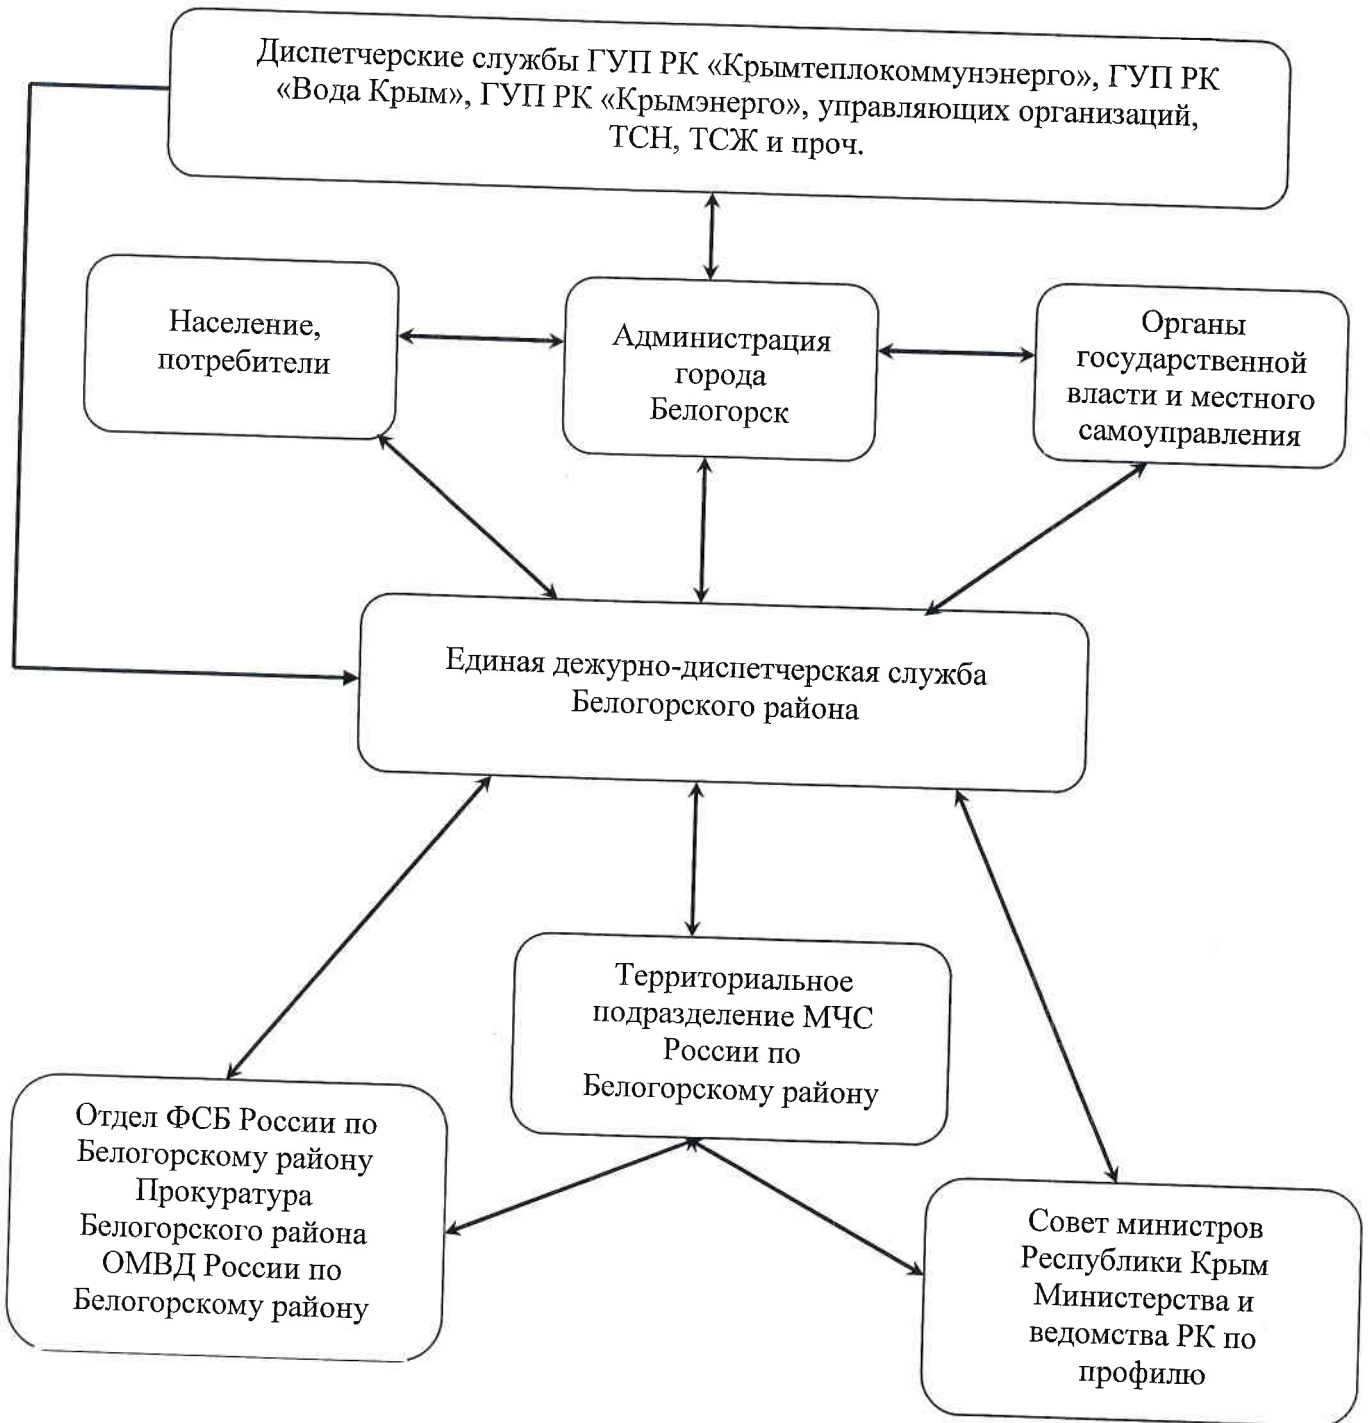 Диспетчерские службы ГУП РК «Крымтеплокоммунэнерго», ГУП РК
«Вода Крым», ГУП РК «Крымэнерго», управляющих организаций,
ТСН, ТСЖ и проч.
Население,
потребители
Администрация
города
Белогорск
Органы
государственной
власти и местного
самоуправления
Единая дежурно-диспетчерская служба
Белогорского района
Территориальное
подразделение МЧС
России по
Белогорскому району
Отдел ФСБ России по
Белогорскому району
Прокуратура
Белогорского района
ОМВД России по
Белогорскому району
Совет министров
Республики Крым
Министерства и
ведомства РК по
профилю